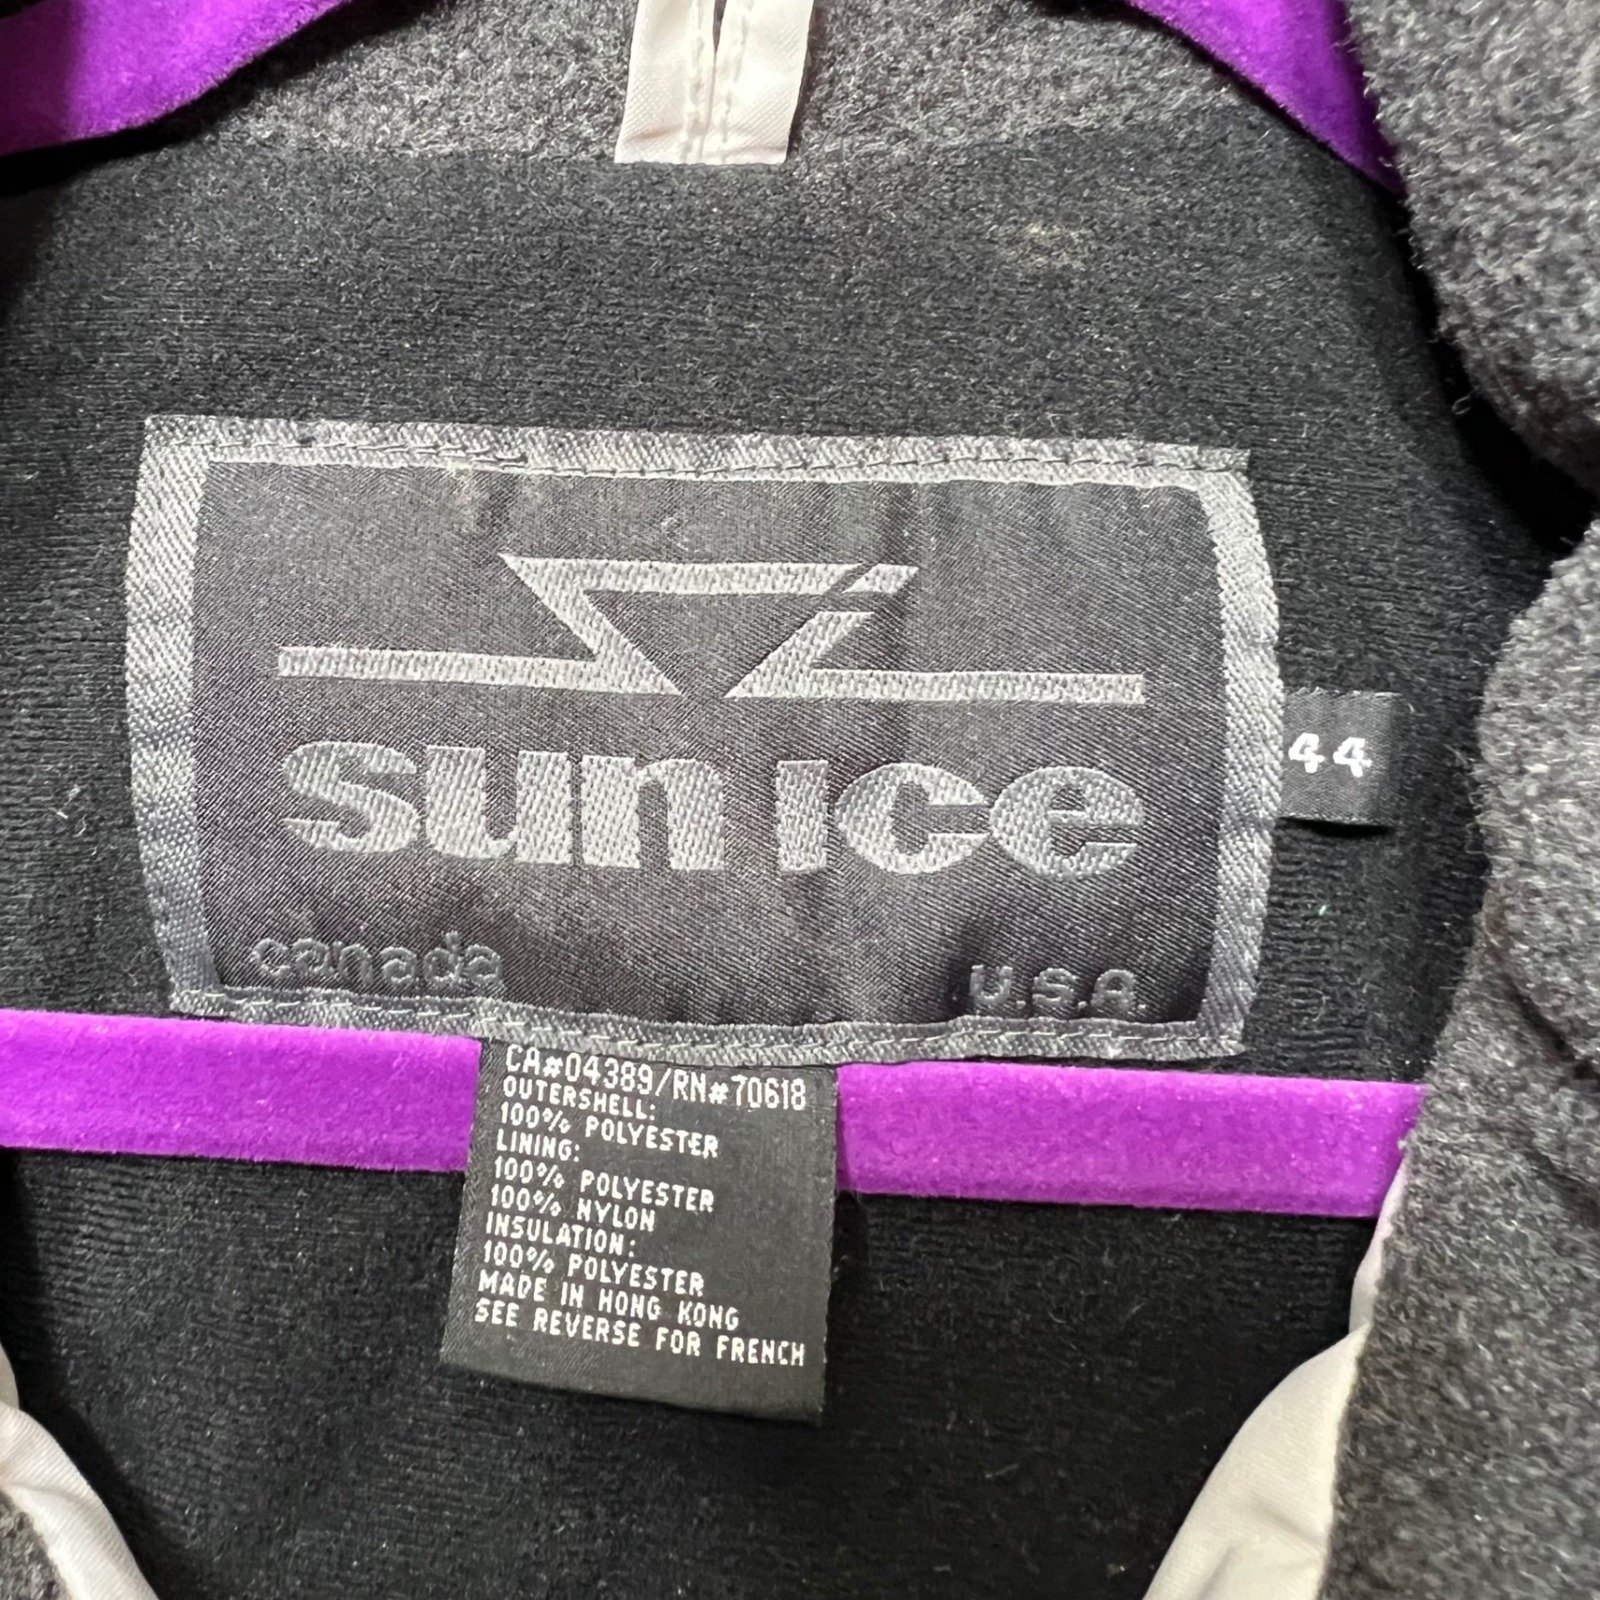 sun ice
44
canada U.S.A.
CA#04389/RN#70618
OUTERSHELL:
100% POLYESTER
LINING:
100% POLYESTER
100% NYLON
INSULATION:
100% POLYESTER
MADE IN HONG KONG
SEE REVERSE FOR FRENCH